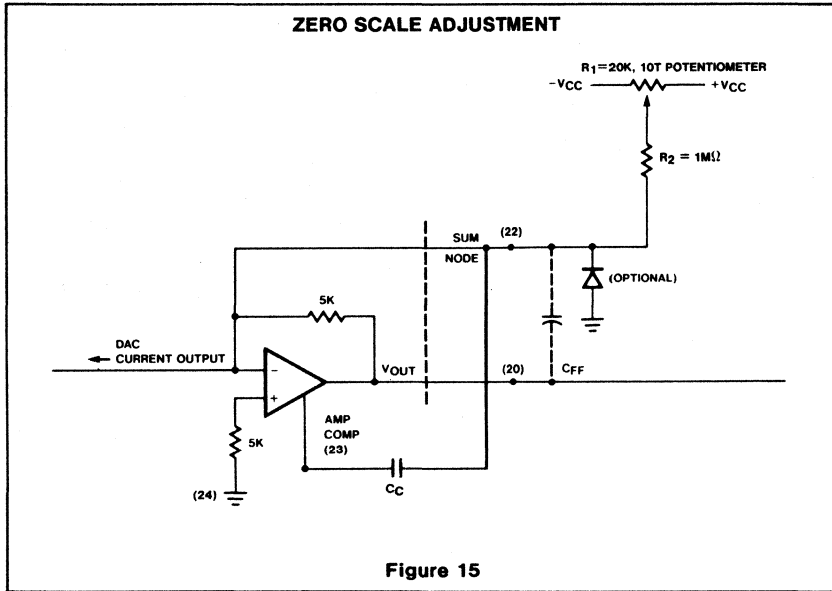 ZERO SCALE ADJUSTMENT
R1=20K, 10T POTENTIOMETER
-VCC
+VCC
R2 = 1MΩ
SUM
NODE
(22)
(OPTIONAL)
5K
DAC
CURRENT OUTPUT
-
+
VOUT
(20)
CFF
5K
AMP
COMP
(23)
CC
(24)
Figure 15